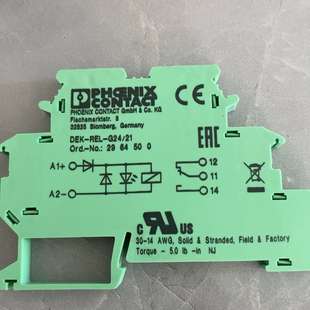 PHOENIX
CONTACT
PHOENIX CONTACT GmbH & Co. KG
Flachsmarktstr. 8
32825 Blomberg, Germany
DEK-REL-G24/21
Ord.-No.: 29 64 50 0
EAC
A1+
A2-
12
11
14
C UR US
30-14 AWG, Solid & Stranded, Field & Factory
Torque - 5.0 lb -in NJ